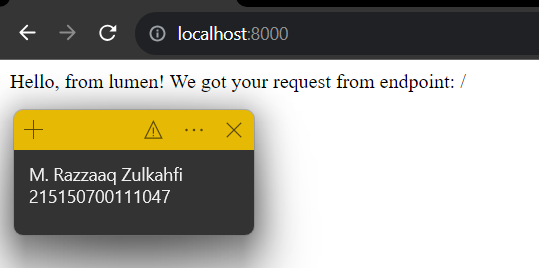 localhost:8000
Hello, from lumen! We got your request from endpoint: /
M. Razzaaq Zulkahfi
215150700111047